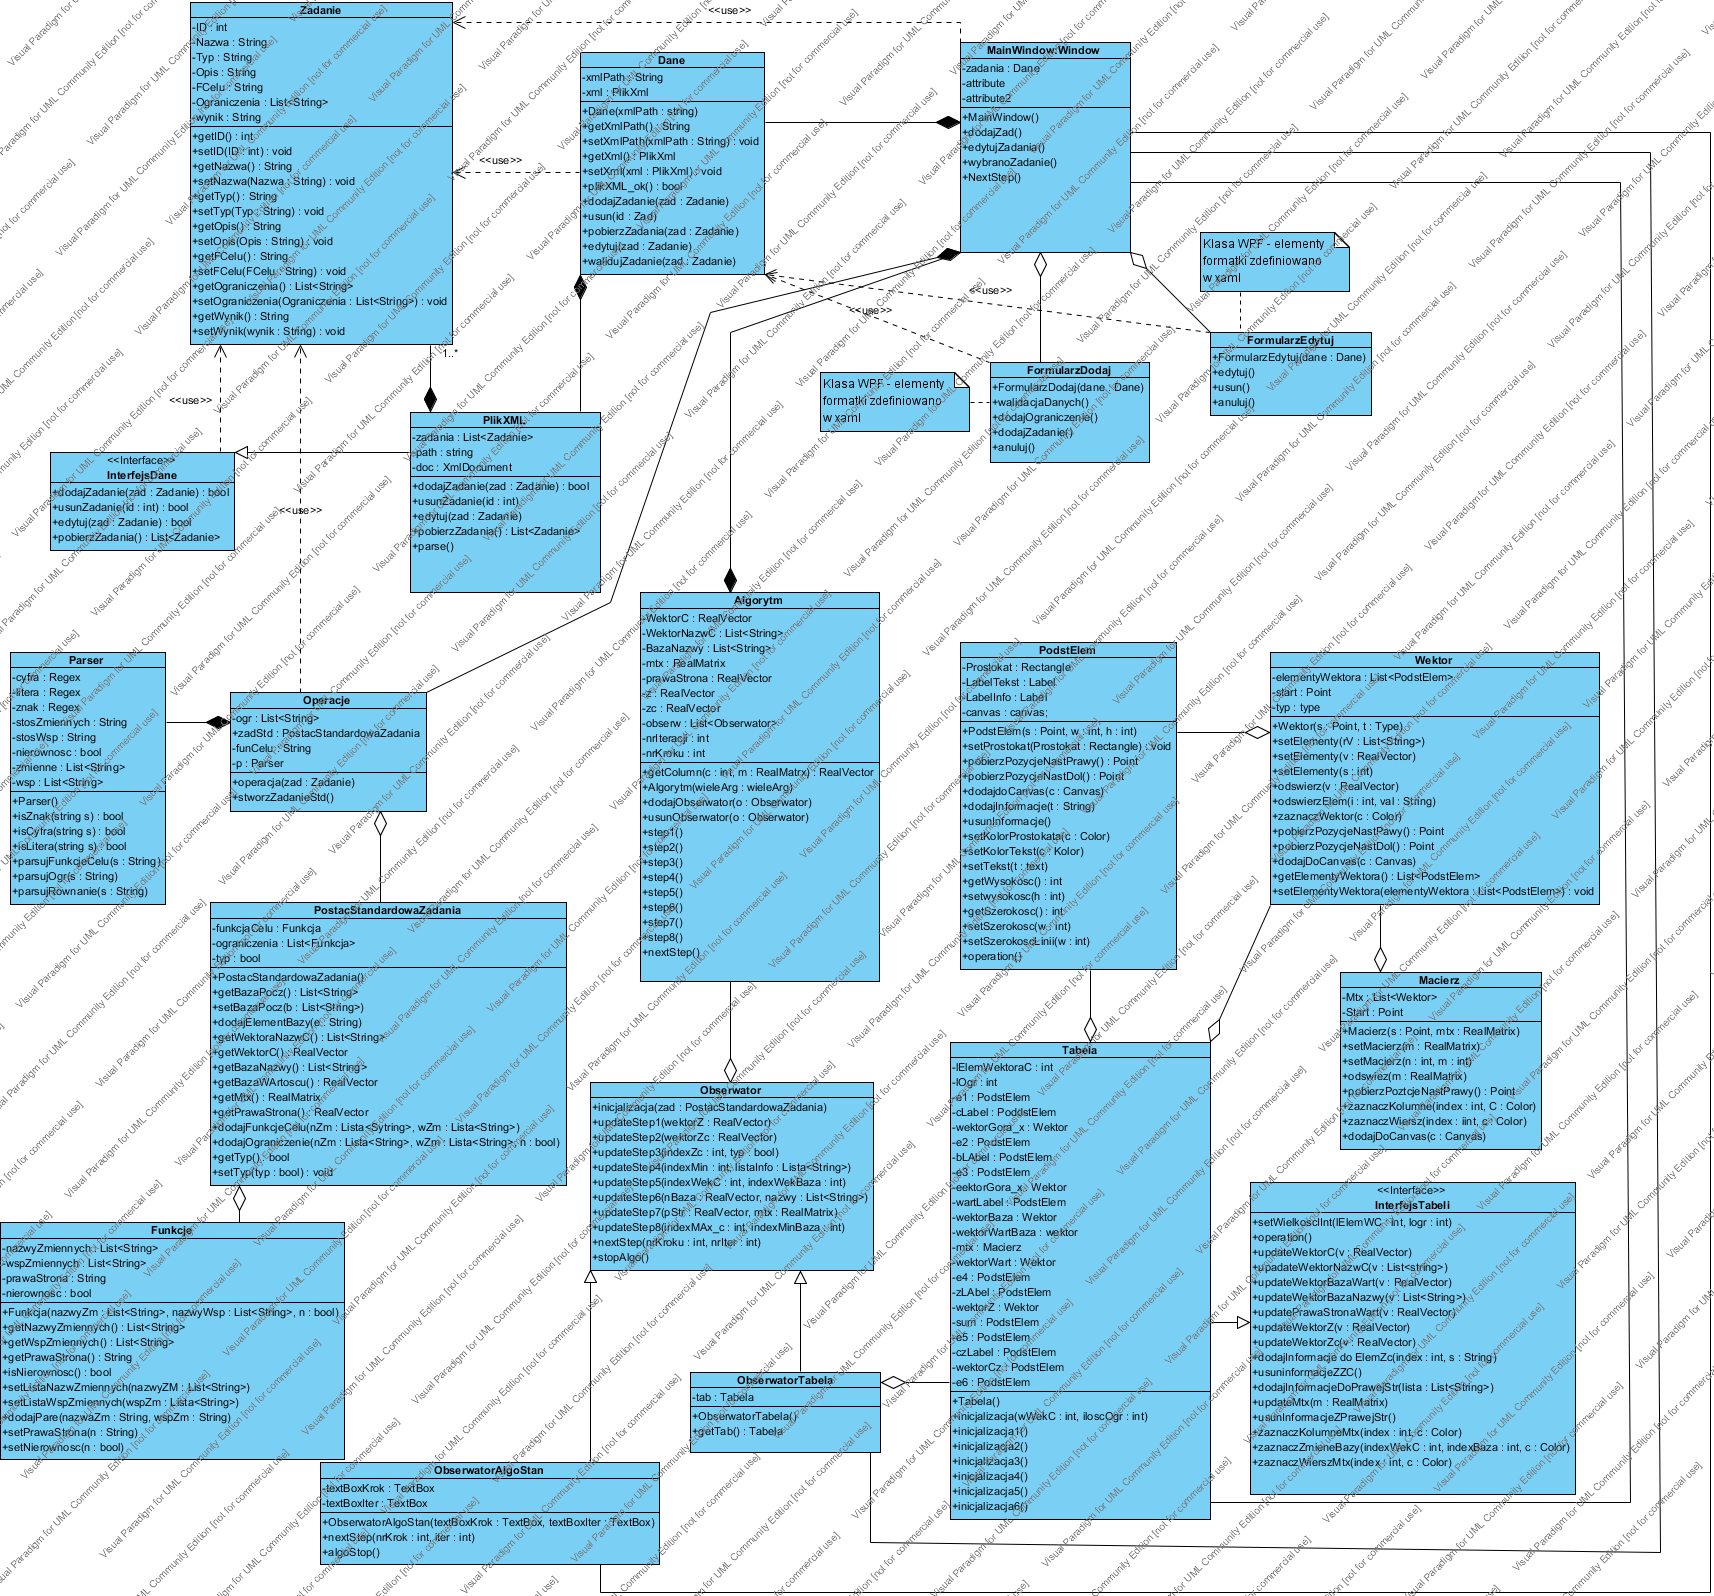 Zadanie
-ID : int
-Nazwa : String
-Typ : String
-Opis : String
-FCelu : String
-Ograniczenia : List<String>
-wynik : String
+getID() : int
+setID(ID : int) : void
+getNazwa() : String
+setNazwa(Nazwa : String) : void
+getTyp() : String
+setTyp(Typ : String) : void
+getOpis() : String
+setOpis(Opis : String) : void
+getFCelu() : String
+setFCelu(FCelu : String) : void
+getOgraniczenia() : List<String>
+setOgraniczenia(Ograniczenia : List<String>) : void
+getWynik() : String
+setWynik(wynik : String) : void
<<use>>
<<use>>
Dane
-xmlPath : String
-xml : PlikXml
+Dane(xmlPath : string)
+getXmlPath() : String
+setXmlPath(xmlPath : String) : void
+getXml() : PlikXml
+setXml(xml : PlikXml) : void
+plikXML_ok() : bool
+dodajZadanie(zad : Zadanie)
+usun(id : Zad)
+pobierzZadania(zad : Zadanie)
+edytuj(zad : Zadanie)
+walidujZadanie(zad : Zadanie)
MainWindow:Window
-zadania : Dane
-attribute
-attribute2
+MainWindow()
+dodajZad()
+edytujZadania()
+wybranoZadanie()
+NextStep()
Klasa WPF - elementy
formatki zdefiniowano
w xaml
<<use>>
<<use>>
FormularzEdytuj
+FormularzEdytuj(dane : Dane)
+edytuj()
+usun()
+anuluj()
Klasa WPF - elementy
formatki zdefiniowano
w xaml
FormularzDodaj
+FormularzDodaj(dane : Dane)
+walidacjaDanych()
+dodajOgraniczenie()
+dodajZadanie()
+anuluj()
1..*
<<use>>
<<use>>
<<Interface>>
InterfejsDane
+dodajZadanie(zad : Zadanie) : bool
+usunZadanie(id : int) : bool
+edytuj(zad : Zadanie) : bool
+pobierzZadania() : List<Zadanie>
PlikXML
-zadania : List<Zadanie>
-path : string
-doc : XmlDocument
+dodajZadanie(zad : Zadanie) : bool
+usunZadanie(id : int)
+edytuj(zad : Zadanie)
+pobierzZadania() : List<Zadanie>
+parse()
Parser
-cyfra : Regex
-litera : Regex
-znak : Regex
-stosZmiennych : String
-stosWsp : String
-nierównosc : bool
-zmienne : List<String>
-wsp : List<String>
+Parser()
+isZnak(string s) : bool
+isCyfra(string s) : bool
+isLitera(string s) : bool
+parsujFunkcjeCelu(s : String)
+parsujOgr(s : String)
+parsujRownanie(s : String)
Operacje
-ogr : List<String>
+zadStd : PostacStandardowaZadania
-funCelu : String
-p : Parser
+operacja(zad : Zadanie)
+stworzZadanieStd()
Algorytm
-WektorC : RealVector
-WektorNazwC : List<String>
-BazaNazwy : List<String>
-mtx : RealMatrix
-prawaStrona : RealVector
-z : RealVector
-zc : RealVector
-obserw : List<Obserwator>
-nrIteracji : int
-nrKroku : int
+getColumn(c : int, m : RealMatrx) : RealVector
+Algorytm(wieleArg : wieleArg)
+dodajObserwator(o : Obserwator)
+usunObserwator(o : Obserwator)
+step1()
+step2()
+step3()
+step4()
+step5()
+step6()
+step7()
+step8()
+nextStep()
PodstElem
-Prostokat : Rectangle
-LabelTekst : Label
-LabelInfo : Label
-canvas : canvas;
+PodstElem(s : Point, w : int, h : int)
+setProstokat(Prostokat : Rectangle) : void
+pobierzPozycjeNastPrawy() : Point
+pobierzPozycjeNastDol() : Point
+dodajdoCanvas(c : Canvas)
+dodajInformacje(t : String)
+usunInformacje()
+setKolorProstokata(c : Color)
+setKolorTekst(c : Kolor)
+setTekst(t : text)
+getWysokosc() : int
+setwysokosc(h : int)
+getSzerokosc() : int
+setSzerokosc(w : int)
+setSzerokoscLinii(w : int)
+operation()
Wektor
-elementyWektora : List<PodstElem>
-start : Point
-typ : type
+Wektor(s : Point, t : Type)
+setElementy(rV : List<String>)
+setElementy(v : RealVector)
+setElementy(s : int)
+odswierz(v : RealVector)
+odswierzElem(i : int, val : String)
+zaznaczWektor(c : Color)
+pobierzPozycjeNastPawy() : Point
+pobierzPozycjeNastDol() : Point
+dodajDoCanvas(c : Canvas)
+getElementyWektora() : List<PodstElem>
+setElementyWektora(elementyWektora : List<PodstElem>) : void
PostacStandardowaZadania
-funkcjaCelu : Funkcja
-ograniczenia : List<Funkcja>
-typ : bool
+PostacStandardowaZadania()
+getBazaPocz() : List<String>
+setBazaPocz(b : List<String>)
+dodajElementBazy(e : String)
+getWektoraNazwC() : List<String>
+getWektorC() : RealVector
+getBazaNazwy() : List<String>
+getBazaWArtoscu() : RealVector
+getMtx() : RealMatrix
+getPrawaStrona() : RealVector
+dodajFunkcjeCelu(nZm : Lista<Sytring>, wZm : Lista<String>)
+dodajOgraniczenie(nZm : Lista<String>, wZm : Lista<String>, n : bool)
+getTyp() : bool
+setTyp(typ : bool) : void
Macierz
-Mtx : List<Wektor>
-Start : Point
+Macierz(s : Point, mtx : RealMatrix)
+setMacierz(m : RealMatrix)
+setMacierz(n : int, m : int)
+odswiez(m : RealMatrix)
+pobierzPoztcjeNastPrawy() : Point
+zaznaczKolumne(index : int, C : Color)
+zaznaczWiersz(index : iint, c : Color)
+dodajDoCanvas(c : Canvas)
Obserwator
+inicjalizacja(zad : PostacStandardowaZadania)
+updateStep1(wektorZ : RealVector)
+updateStep2(wektorZc : RealVector)
+updateStep3(indexZc : int, typ : bool)
+updateStep4(indexMin : int, listaInfo : Lista<String>)
+updateStep5(indexWekC : int, indexWekBaza : int)
+updateStep6(nBaza : RealVector, nazwy : List<String>)
+updateStep7(pStr : RealVector, mtx : RealMatrix)
+updateStep8(indexMAx_c : int, indexMinBaza : int)
+nextStep(nrKroku : int, nrIter : int)
+stopAlgo()
Tabela
-lElemWektoraC : int
-lOgr : int
-e1 : PodstElem
-cLabel : PoddstElem
-wektorGora_x : Wektor
-e2 : PodstElem
-bLAbel : PodstElem
-e3 : PodstElem
-eektorGora_x : Wektor
-wartLabel : PodstElem
-wektorBaza : Wektor
-wektorWartBaza : wektor
-mtx : Macierz
-wektorWart : Wektor
-e4 : PodstElem
-zLAbel : PodstElem
-wektorZ : Wektor
-sum : PodstElem
-e5 : PodstElem
-czLabel : PodstElem
-wektorCz : PodstElem
-e6 : PodstElem
+Tabela()
+inicjalizacja(wWekC : int, iloscOgr : int)
+inicjalizacja1()
+inicjalizacja2()
+inicjalizacja3()
+inicjalizacja4()
+inicjalizacja5()
+inicjalizacja6()
<<Interface>>
InterfejsTabeli
+setWielkosciInt(lElemWC : int, logr : int)
+operation()
+updateWektorC(v : RealVector)
+upadateWektorNazwC(v : List<string>)
+updateWektorBazaWart(v : RealVector)
+updateWektorBazaNazwy(v : List<String>)
+updatePrawaStronaWart(v : RealVector)
+updateWektorZ(v : RealVector)
+updateWektorZc(v : RealVector)
+dodajInformacje do ElemZc(index : int, s : String)
+usuninformacjeZZC()
+dodajInformacjeDoPrawejStr(lista : List<String>)
+updateMtx(m : RealMatrix)
+usunInformacjeZPrawejStr()
+zaznaczKolumneMtx(index : int, c : Color)
+zaznaczZmieneBazy(indexWekC : int, indexBaza : int, c : Color)
+zaznaczWierszMtx(index : int, c : Color)
Funkcje
-nazwyZmiennych : List<String>
-wspZmiennych : List<String>
-prawaStrona : String
-nierownosc : bool
+Funkcja(nazwyZm : List<String>, nazwyWsp : List<String>, n : bool)
+getNazwyZmiennych() : List<String>
+getWspZmiennych() : List<String>
+getPrawaStrona() : String
+isNierownosc() : bool
+setListaNazwZmiennych(nazwyZM : List<String>)
+setListaWspZmiennych(wspZm : Lista<String>)
+dodajPare(nazwaZm : String, wspZm : String)
+setPrawaStrona(n : String)
+setNierownosc(n : bool)
ObserwatorTabela
-tab : Tabela
+ObserwatorTabela()
+getTab() : Tabela
ObserwatorAlgoStan
-textBoxKrok : TextBox
-textBoxIter : TextBox
+ObserwatorAlgoStan(textBoxKrok : TextBox, textBoxIter : TextBox)
+nextStep(nrKrok : int, iter : int)
+algoStop()
Visual Paradigm for UML Community Edition [not for commercial use]